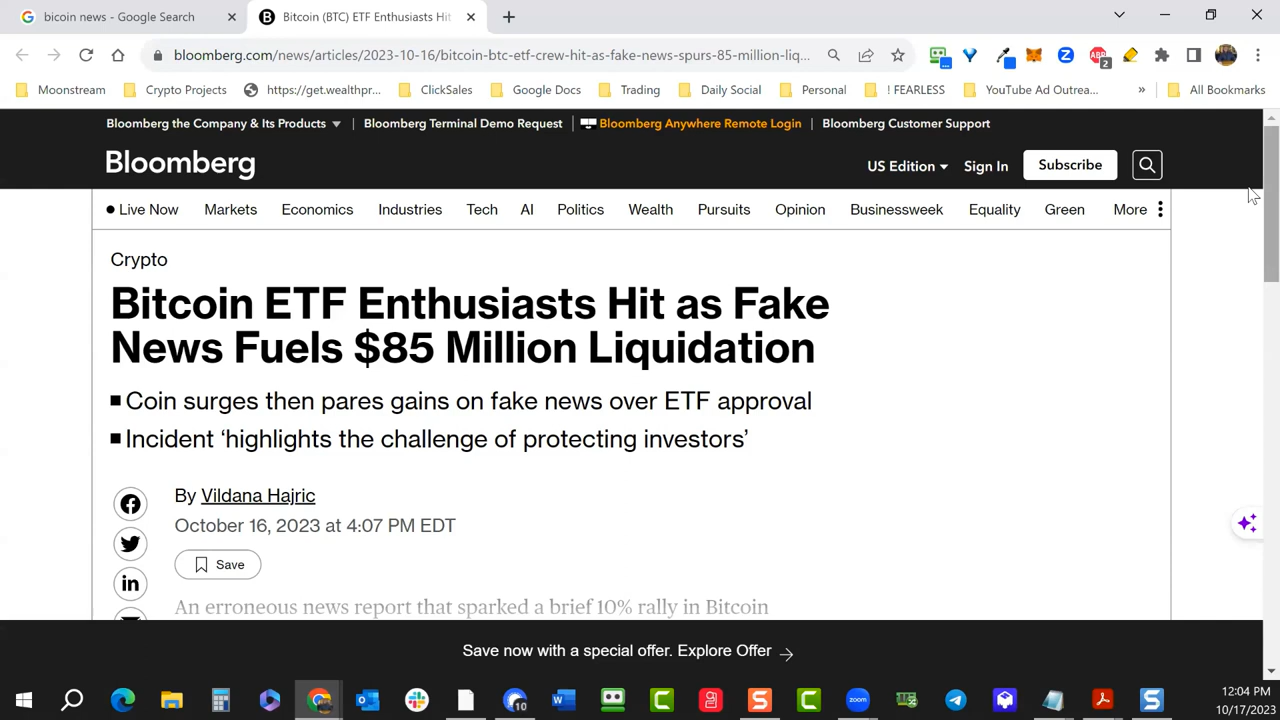 bicoin news - Google Search
Bitcoin (BTC) ETF Enthusiasts Hit
bloomberg.com/news/articles/2023-10-16/bitcoin-btc-etf-crew-hit-as-fake-news-spurs-85-million-liq...
2
Moonstream
Crypto Projects
https://get.wealthpr...
ClickSales
Google Docs
Trading
Daily Social
Personal
! FEARLESS
YouTube Ad Outrea...
»
All Bookmarks
Bloomberg the Company & Its Products
Bloomberg Terminal Demo Request
Bloomberg Anywhere Remote Login
Bloomberg Customer Support
Bloomberg
US Edition
Sign In
Subscribe
Live Now
Markets
Economics
Industries
Tech
AI
Politics
Wealth
Pursuits
Opinion
Businessweek
Equality
Green
More
Crypto
Bitcoin ETF Enthusiasts Hit as Fake
News Fuels $85 Million Liquidation
Coin surges then pares gains on fake news over ETF approval
Incident ‘highlights the challenge of protecting investors’
By Vildana Hajric
October 16, 2023 at 4:07 PM EDT
Save
An erroneous news report that sparked a brief 10% rally in Bitcoin
Save now with a special offer. Explore Offer
10
zoom
12:04 PM
10/17/2023